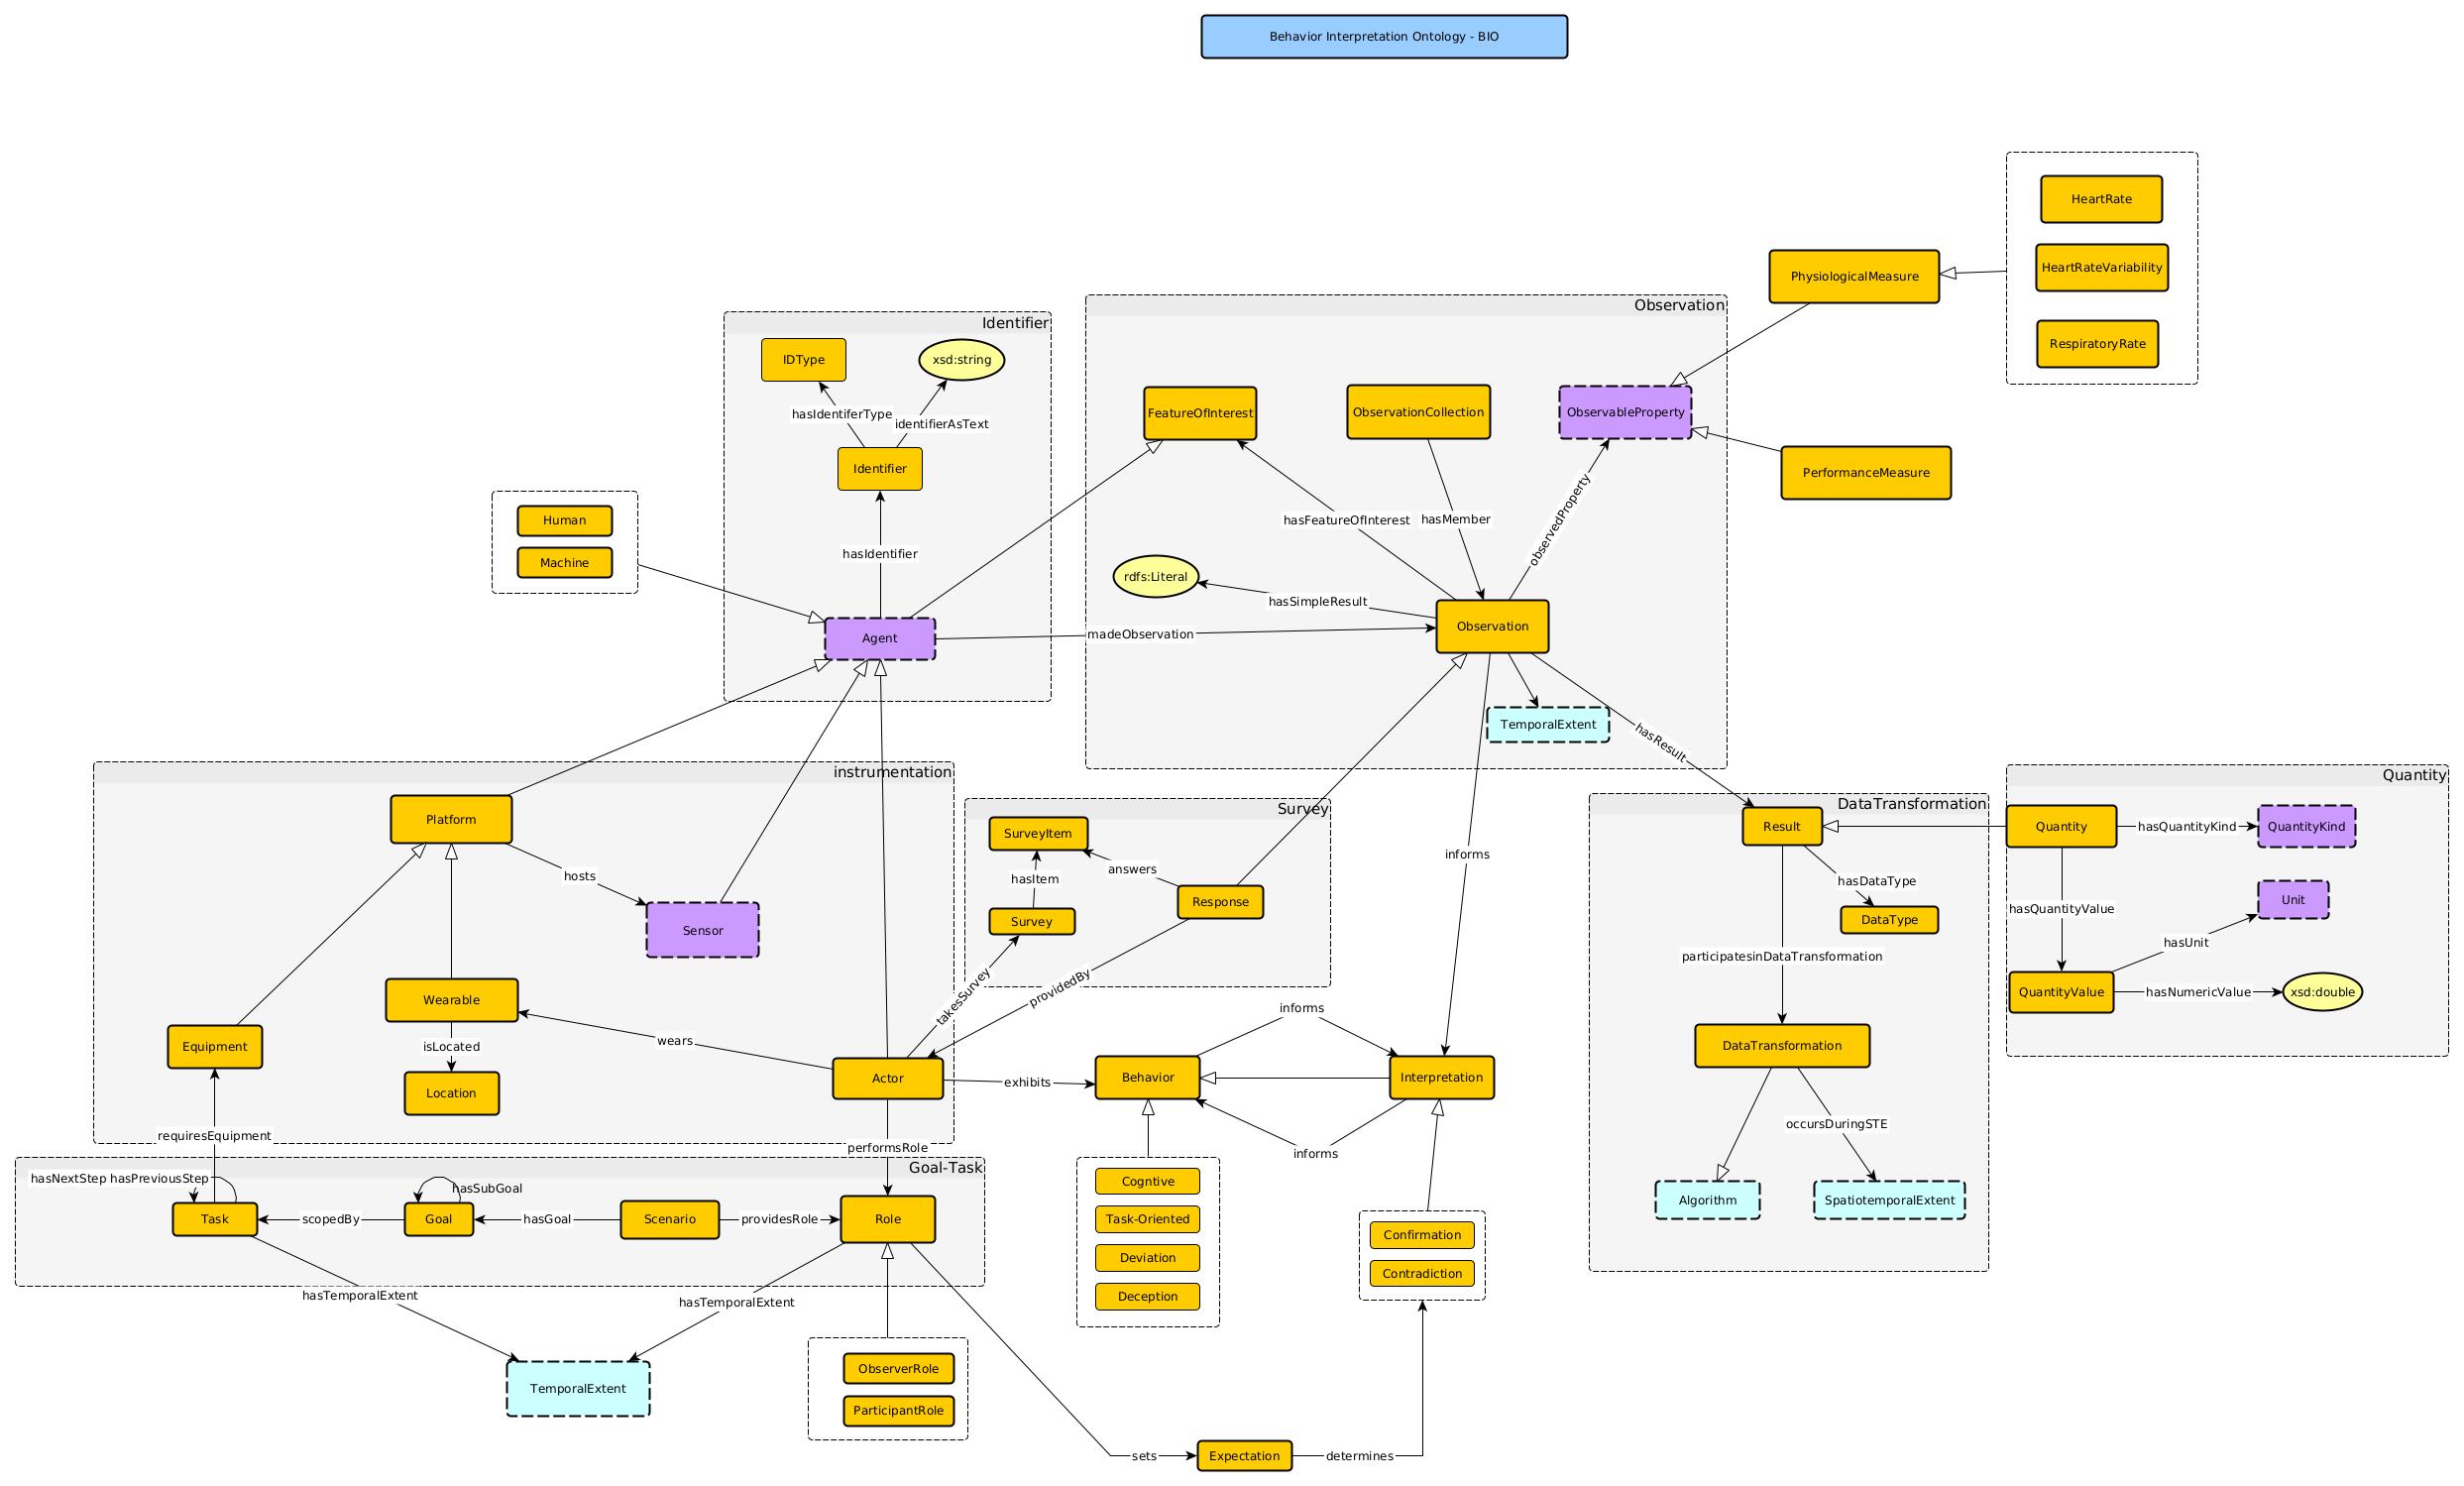 Behavior Interpretation Ontology - BIO
HeartRate
HeartRateVariability
RespiratoryRate
PhysiologicalMeasure
PerformanceMeasure
Identifier
IDType
xsd:string
hasIdentiferType
identifierAsText
Identifier
hasIdentifier
Agent
Human
Machine
Observation
FeatureOfInterest
ObservationCollection
ObservableProperty
hasFeatureOfInterest
hasMember
observedProperty
rdfs:Literal
hasSimpleResult
Observation
madeObservation
TemporalExtent
hasResult
informs
instrumentation
Platform
hosts
Sensor
Wearable
isLocated
Location
Equipment
wears
Actor
requiresEquipment
Survey
SurveyItem
hasItem
answers
Survey
Response
takesSurvey
providedBy
exhibits
Behavior
informs
Interpretation
informs
Cogntive
Task-Oriented
Deviation
Deception
Confirmation
Contradiction
performsRole
Goal-Task
hasNextStep hasPreviousStep
hasSubGoal
Task
scopedBy
Goal
hasGoal
Scenario
providesRole
Role
hasTemporalExtent
hasTemporalExtent
TemporalExtent
ObserverRole
ParticipantRole
sets
Expectation
determines
DataTransformation
Result
hasDataType
DataType
participatesinDataTransformation
DataTransformation
occursDuringSTE
Algorithm
SpatiotemporalExtent
Quantity
Quantity
hasQuantityKind
QuantityKind
hasQuantityValue
Unit
hasUnit
QuantityValue
hasNumericValue
xsd:double